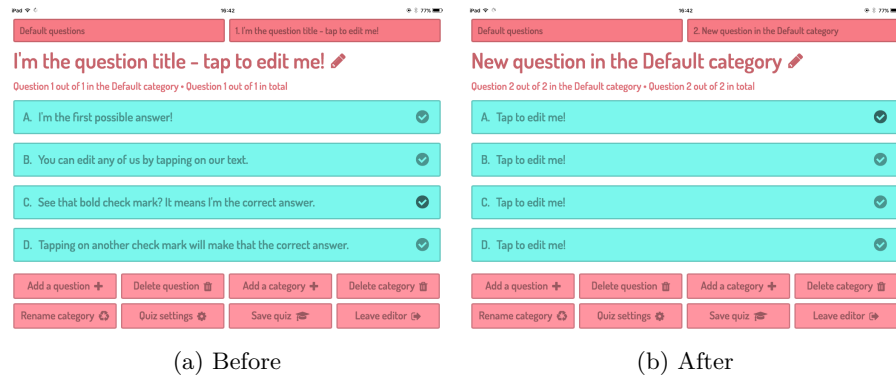 iPad 16:42 77%
Default questions 1. I'm the question title - tap to edit me!
I'm the question title - tap to edit me!
Question 1 out of 1 in the Default category • Question 1 out of 1 in total
A. I'm the first possible answer!
B. You can edit any of us by tapping on our text.
C. See that bold check mark? It means I'm the correct answer.
D. Tapping on another check mark will make that the correct answer.
Add a question Delete question Add a category Delete category
Rename category Quiz settings Save quiz Leave editor
(a) Before
iPad 16:42 77%
Default questions 2. New question in the Default category
New question in the Default category
Question 2 out of 2 in the Default category • Question 2 out of 2 in total
A. Tap to edit me!
B. Tap to edit me!
C. Tap to edit me!
D. Tap to edit me!
Add a question Delete question Add a category Delete category
Rename category Quiz settings Save quiz Leave editor
(b) After